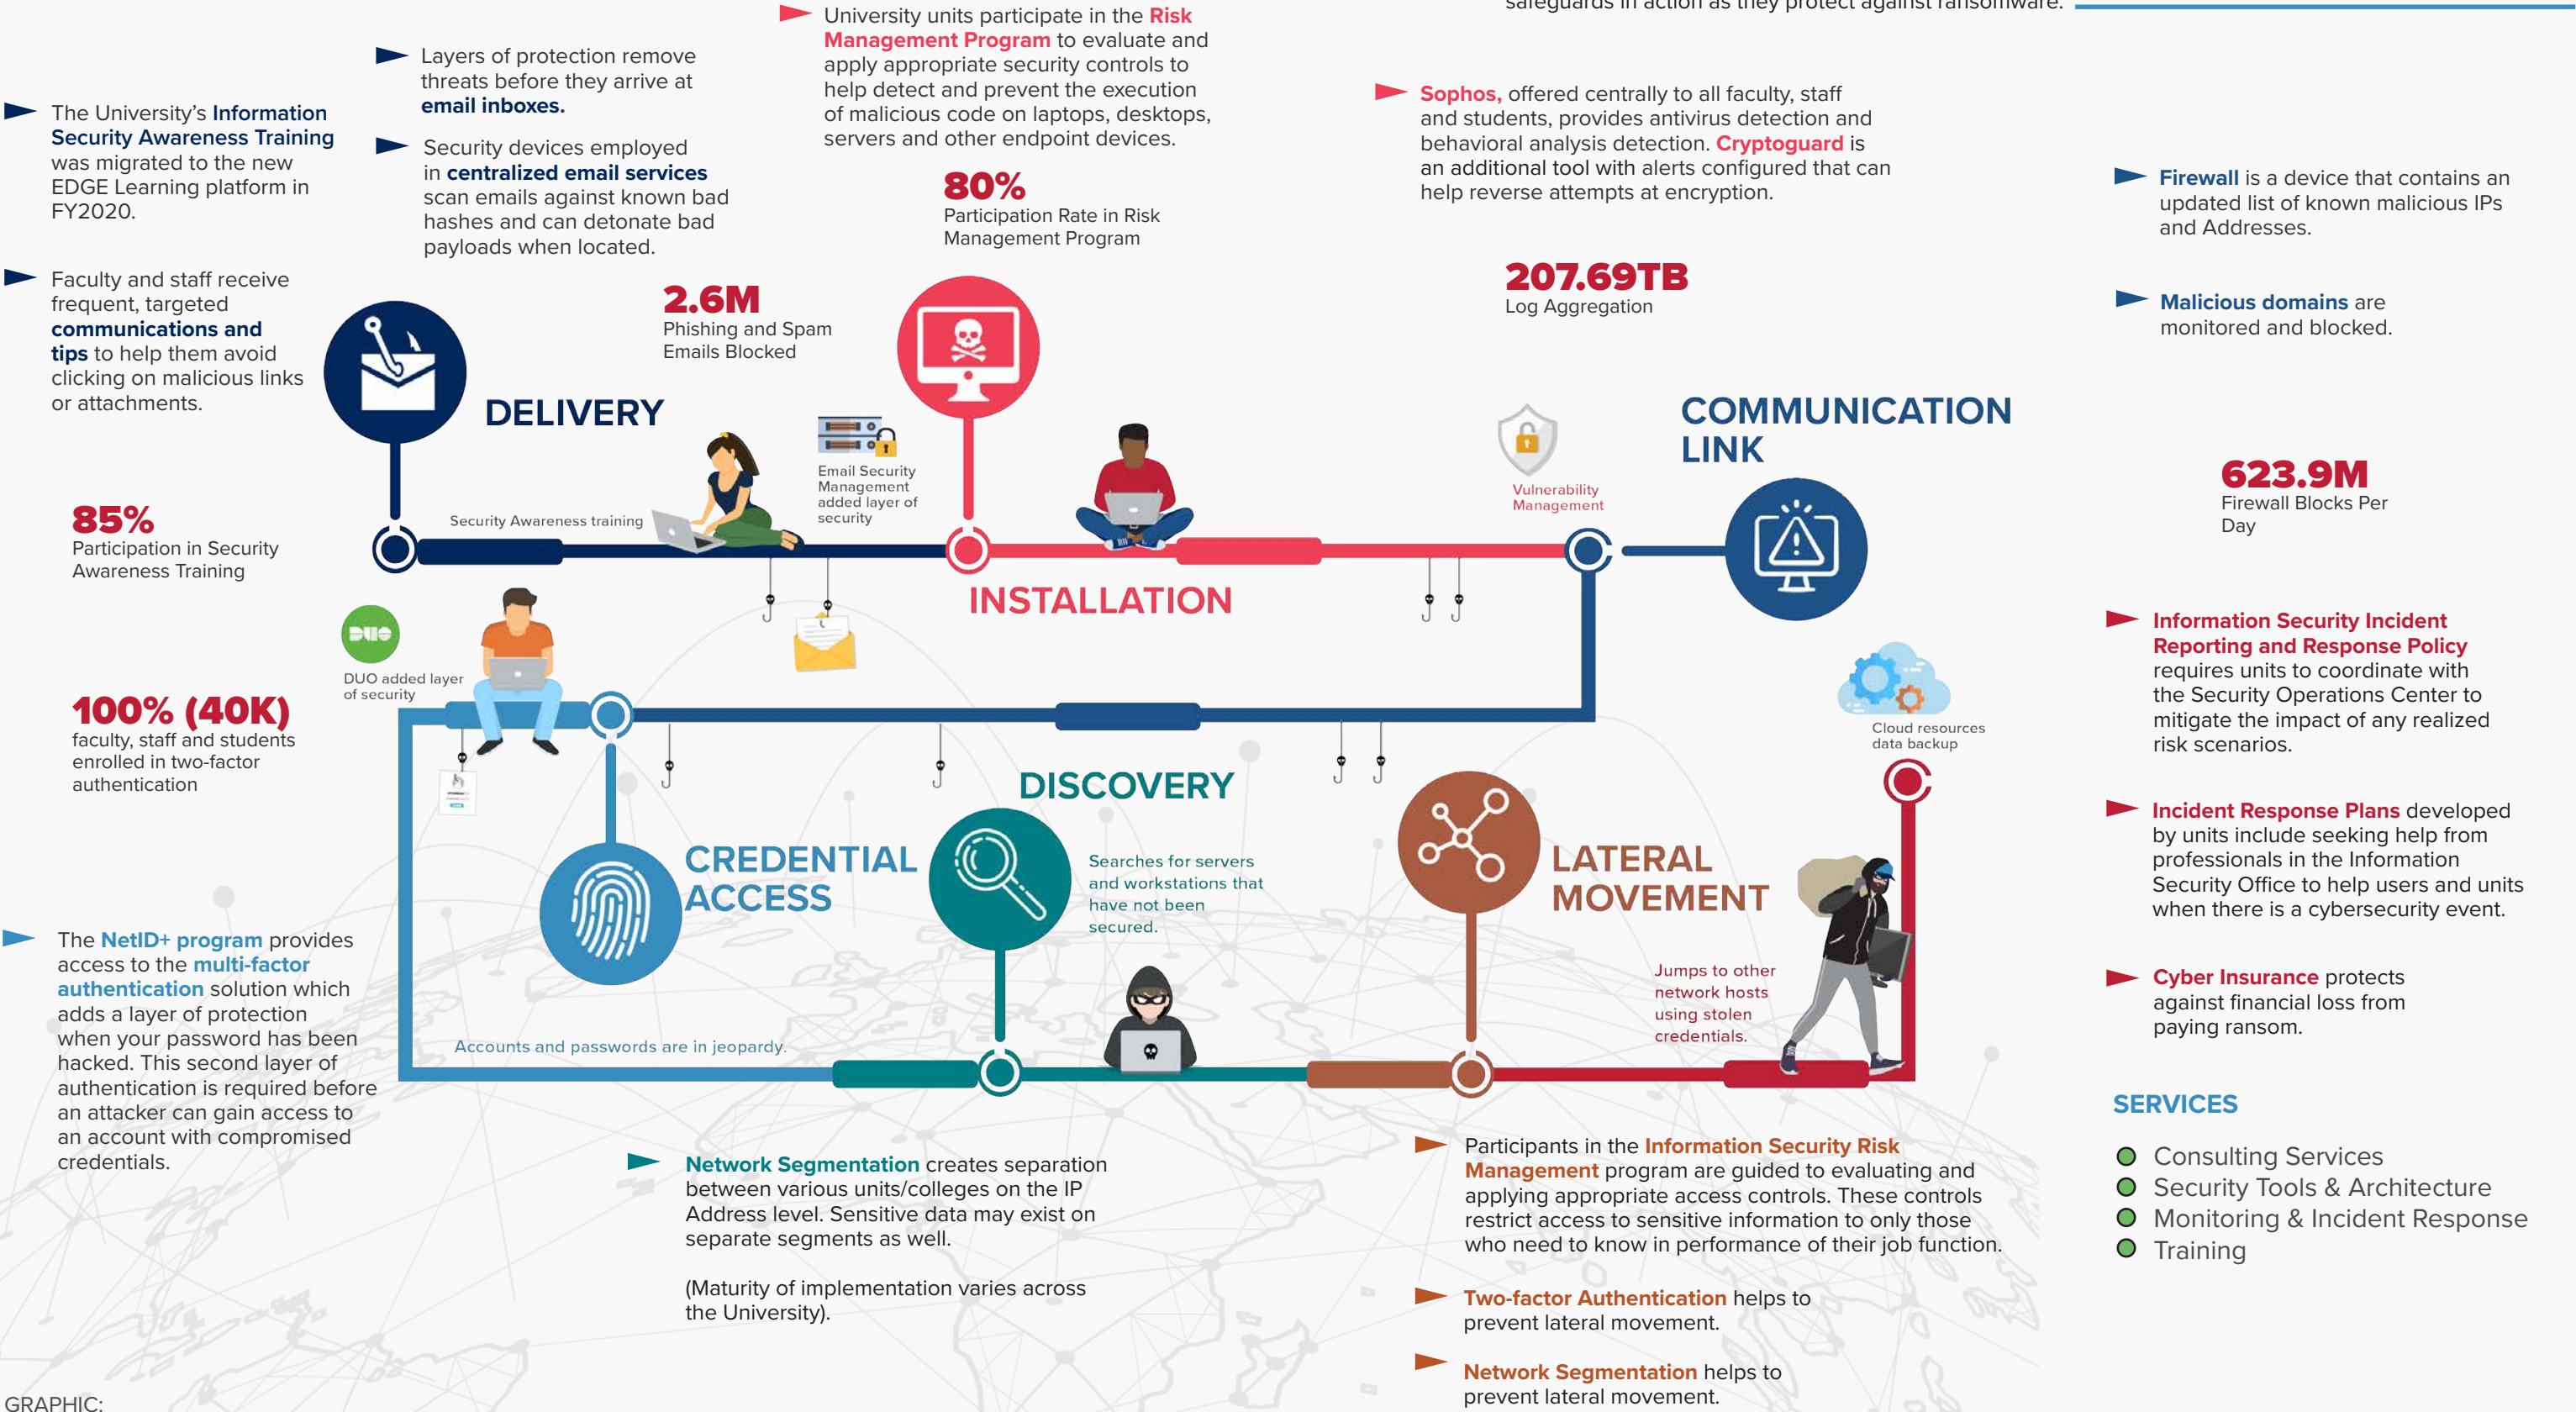 safeguards in action as they protect against ransomware.
The University's Information
Security Awareness Training
was migrated to the new
EDGE Learning platform in
FY2020.
Faculty and staff receive
frequent, targeted
communications and
tips to help them avoid
clicking on malicious links
or attachments.
Layers of protection remove
threats before they arrive at
email inboxes.
Security devices employed
in centralized email services
scan emails against known bad
hashes and can detonate bad
payloads when located.
University units participate in the Risk
Management Program to evaluate and
apply appropriate security controls to
help detect and prevent the execution
of malicious code on laptops, desktops,
servers and other endpoint devices.
80%
Participation Rate in Risk
Management Program
Sophos, offered centrally to all faculty, staff
and students, provides antivirus detection and
behavioral analysis detection. Cryptoguard is
an additional tool with alerts configured that can
help reverse attempts at encryption.
207.69TB
Log Aggregation
Firewall is a device that contains an
updated list of known malicious IPs
and Addresses.
Malicious domains are
monitored and blocked.
2.6M
Phishing and Spam
Emails Blocked
DELIVERY
Email Security
Management
added layer of
security
Security Awareness training
85%
Participation in Security
Awareness Training
INSTALLATION
Vulnerability
Management
COMMUNICATION
LINK
623.9M
Firewall Blocks Per
Day
DUO
DUO added layer
of security
100% (40K)
faculty, staff and students
enrolled in two-factor
authentication
CREDENTIAL
ACCESS
DISCOVERY
Searches for servers
and workstations that
have not been
secured.
LATERAL
MOVEMENT
Jumps to other
network hosts
using stolen
credentials.
Cloud resources
data backup
Information Security Incident
Reporting and Response Policy
requires units to coordinate with
the Security Operations Center to
mitigate the impact of any realized
risk scenarios.
Incident Response Plans developed
by units include seeking help from
professionals in the Information
Security Office to help users and units
when there is a cybersecurity event.
Cyber Insurance protects
against financial loss from
paying ransom.
The NetID+ program provides
access to the multi-factor
authentication solution which
adds a layer of protection
when your password has been
hacked. This second layer of
authentication is required before
an attacker can gain access to
an account with compromised
credentials.
Accounts and passwords are in jeopardy.
Network Segmentation creates separation
between various units/colleges on the IP
Address level. Sensitive data may exist on
separate segments as well.
(Maturity of implementation varies across
the University).
Participants in the Information Security Risk
Management program are guided to evaluating and
applying appropriate access controls. These controls
restrict access to sensitive information to only those
who need to know in performance of their job function.
Two-factor Authentication helps to
prevent lateral movement.
Network Segmentation helps to
prevent lateral movement.
SERVICES
Consulting Services
Security Tools & Architecture
Monitoring & Incident Response
Training
GRAPHIC: